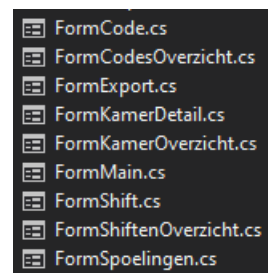 FormCode.cs
FormCodesOverzicht.cs
FormExport.cs
FormKamerDetail.cs
FormKamerOverzicht.cs
FormMain.cs
FormShift.cs
FormShiftenOverzicht.cs
FormSpoelingen.cs